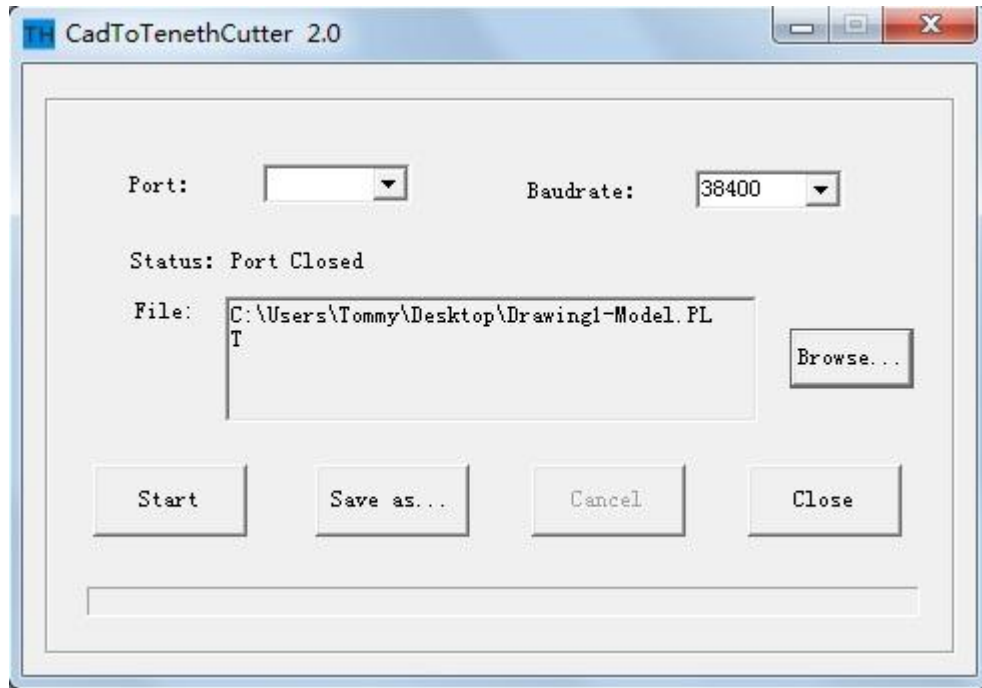 TH CadToTenethCutter 2.0
Port:
Baudrate: 38400
Status: Port Closed
File: C:\Users\Tommy\Desktop\Drawing1-Model.PL
T
Browse...
Start Save as... Cancel Close